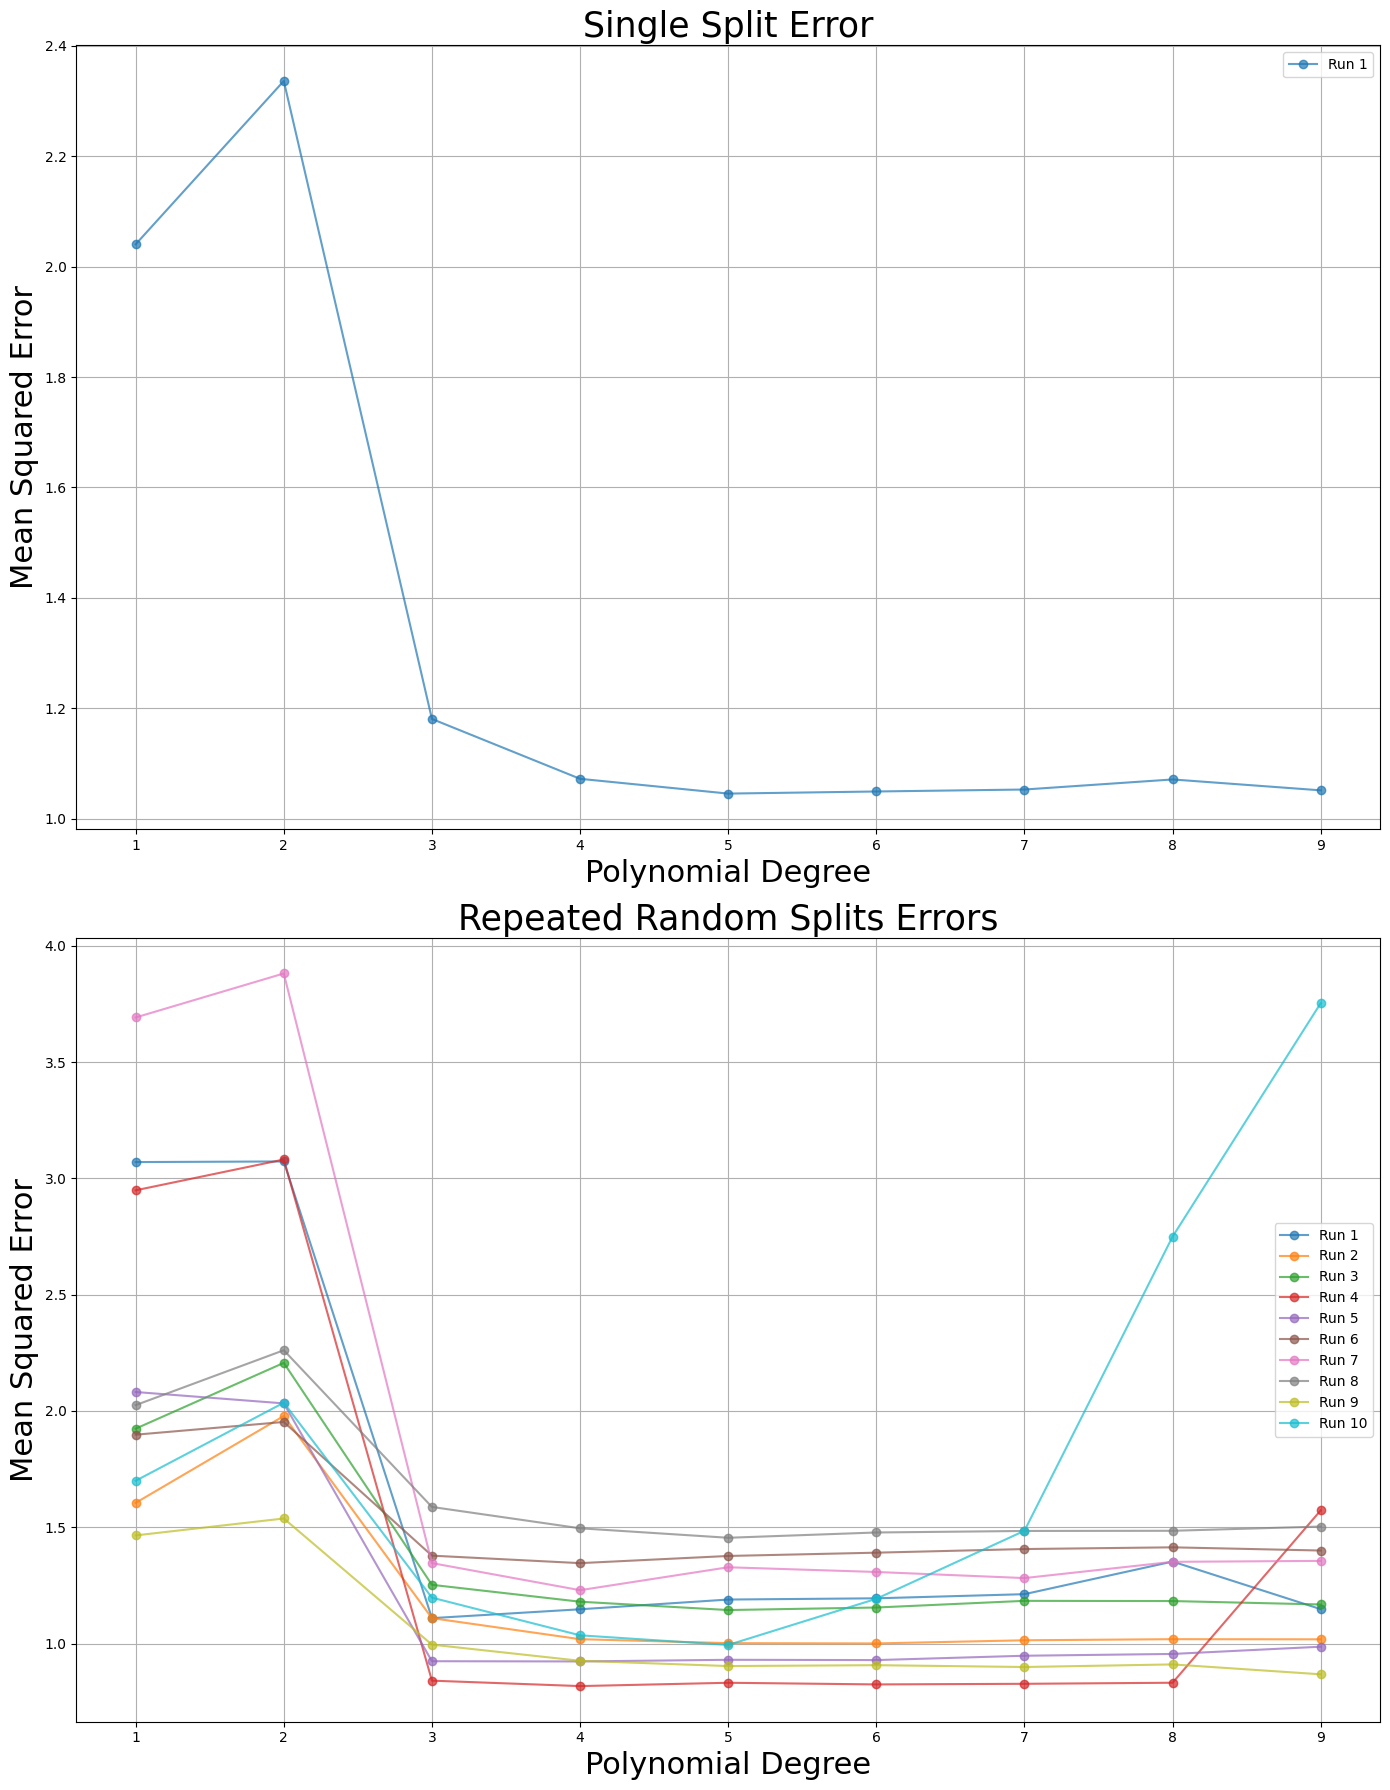 Single Split Error
Run 1
2.4
2.2
2.0
1.8
1.6
1.4
1.2
1.0
Mean Squared Error
1 2 3 4 5 6 7 8 9
Polynomial Degree
Repeated Random Splits Errors
4.0
3.5
3.0
2.5
2.0
1.5
1.0
Mean Squared Error
Run 1
Run 2
Run 3
Run 4
Run 5
Run 6
Run 7
Run 8
Run 9
Run 10
1 2 3 4 5 6 7 8 9
Polynomial Degree